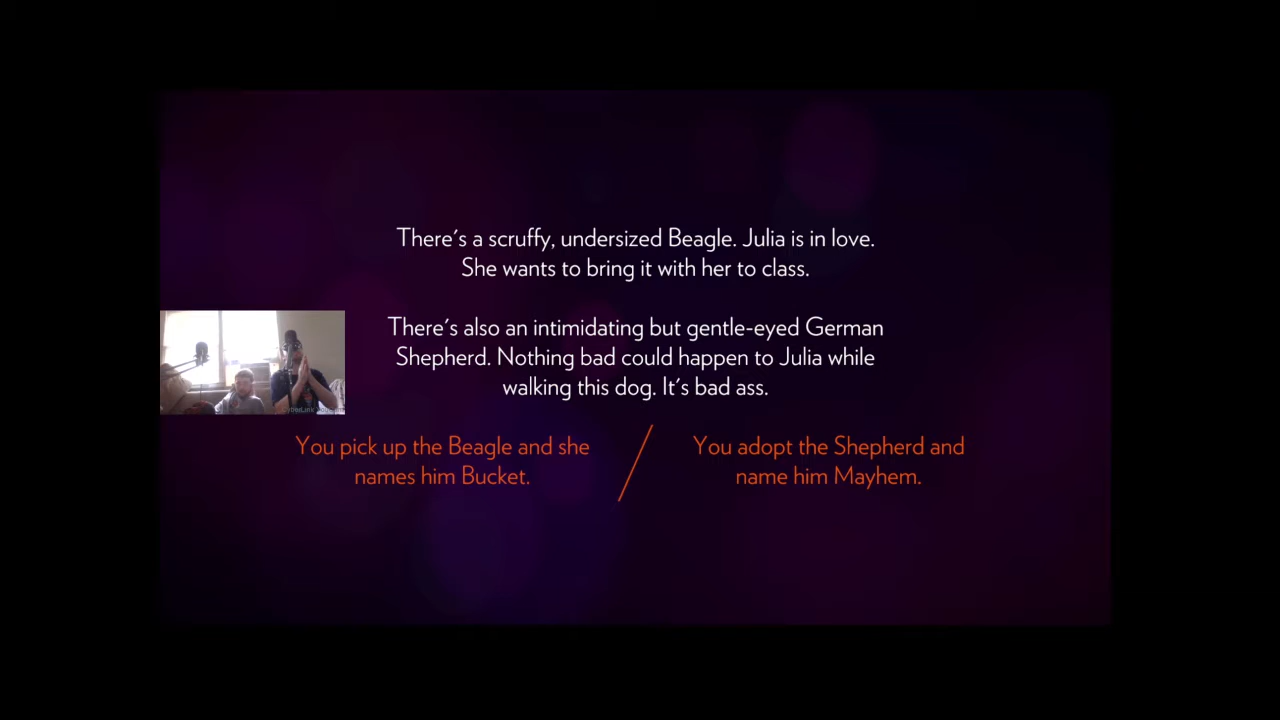 There's a scruffy, undersized Beagle. Julia is in love.
She wants to bring it with her to class.
There's also an intimidating but gentle-eyed German
Shepherd. Nothing bad could happen to Julia while
walking this dog. It's bad ass.
You pick up the Beagle and she
names him Bucket.
You adopt the Shepherd and
name him Mayhem.